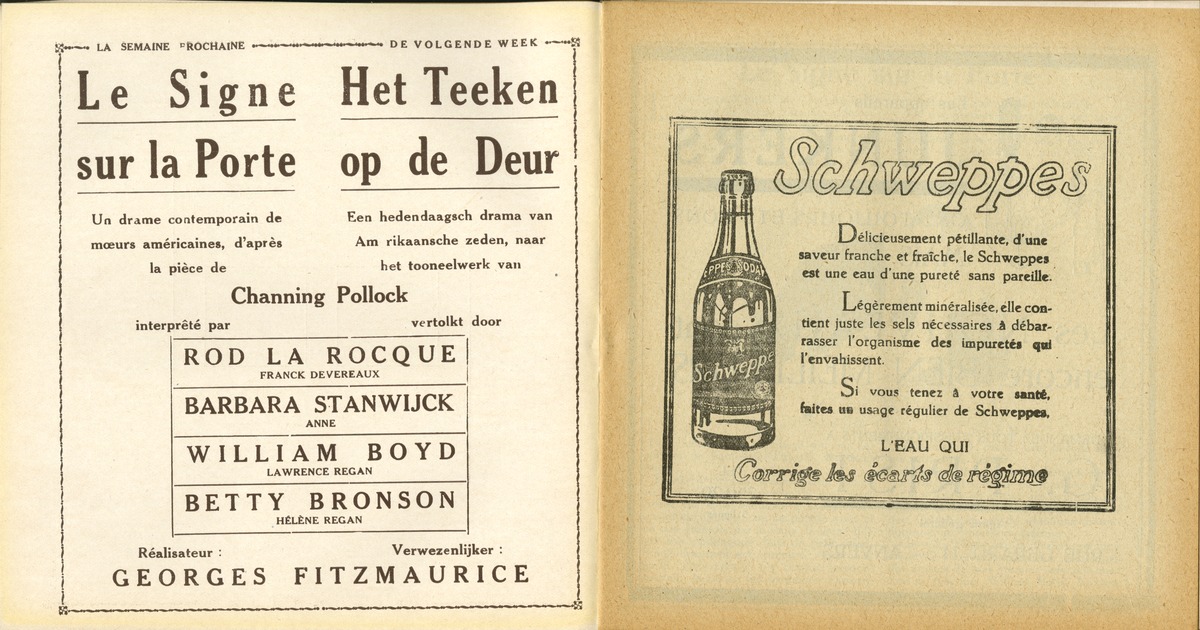 LA SEMAINE PROCHAINE
DE VOLGENDE WEEK
Le Signe
sur la Porte
Het Teeken
op de Deur
Un drame contemporain de
mœurs américaines, d'après
la pièce de
Een hedendaagsch drama van
Am rikaansche zeden, naar
het tooneelwerk van
Channing Pollock
interprêté par
vertolkt door
ROD LA ROCQUE
FRANCK DEVEREAUX
BARBARA STANWIJCK
ANNE
WILLIAM BOYD
LAWRENCE REGAN
BETTY BRONSON
HÉLÈNE REGAN
Réalisateur :
Verwezenlijker :
GEORGES FITZMAURICE
Schweppes
Délicieusement pétillante, d'une
saveur franche et fraîche, le Schweppes
est une eau d'une pureté sans pareille.
Légèrement minéralisée, elle con-
tient juste les sels nécessaires à débar-
rasser l'organisme des impuretés qui
l'envahissent.
Si vous tenez à votre santé,
faites un usage régulier de Schweppes,
L'EAU QUI
Corrige les écarts de régime
EPPES SODA
Schweppe